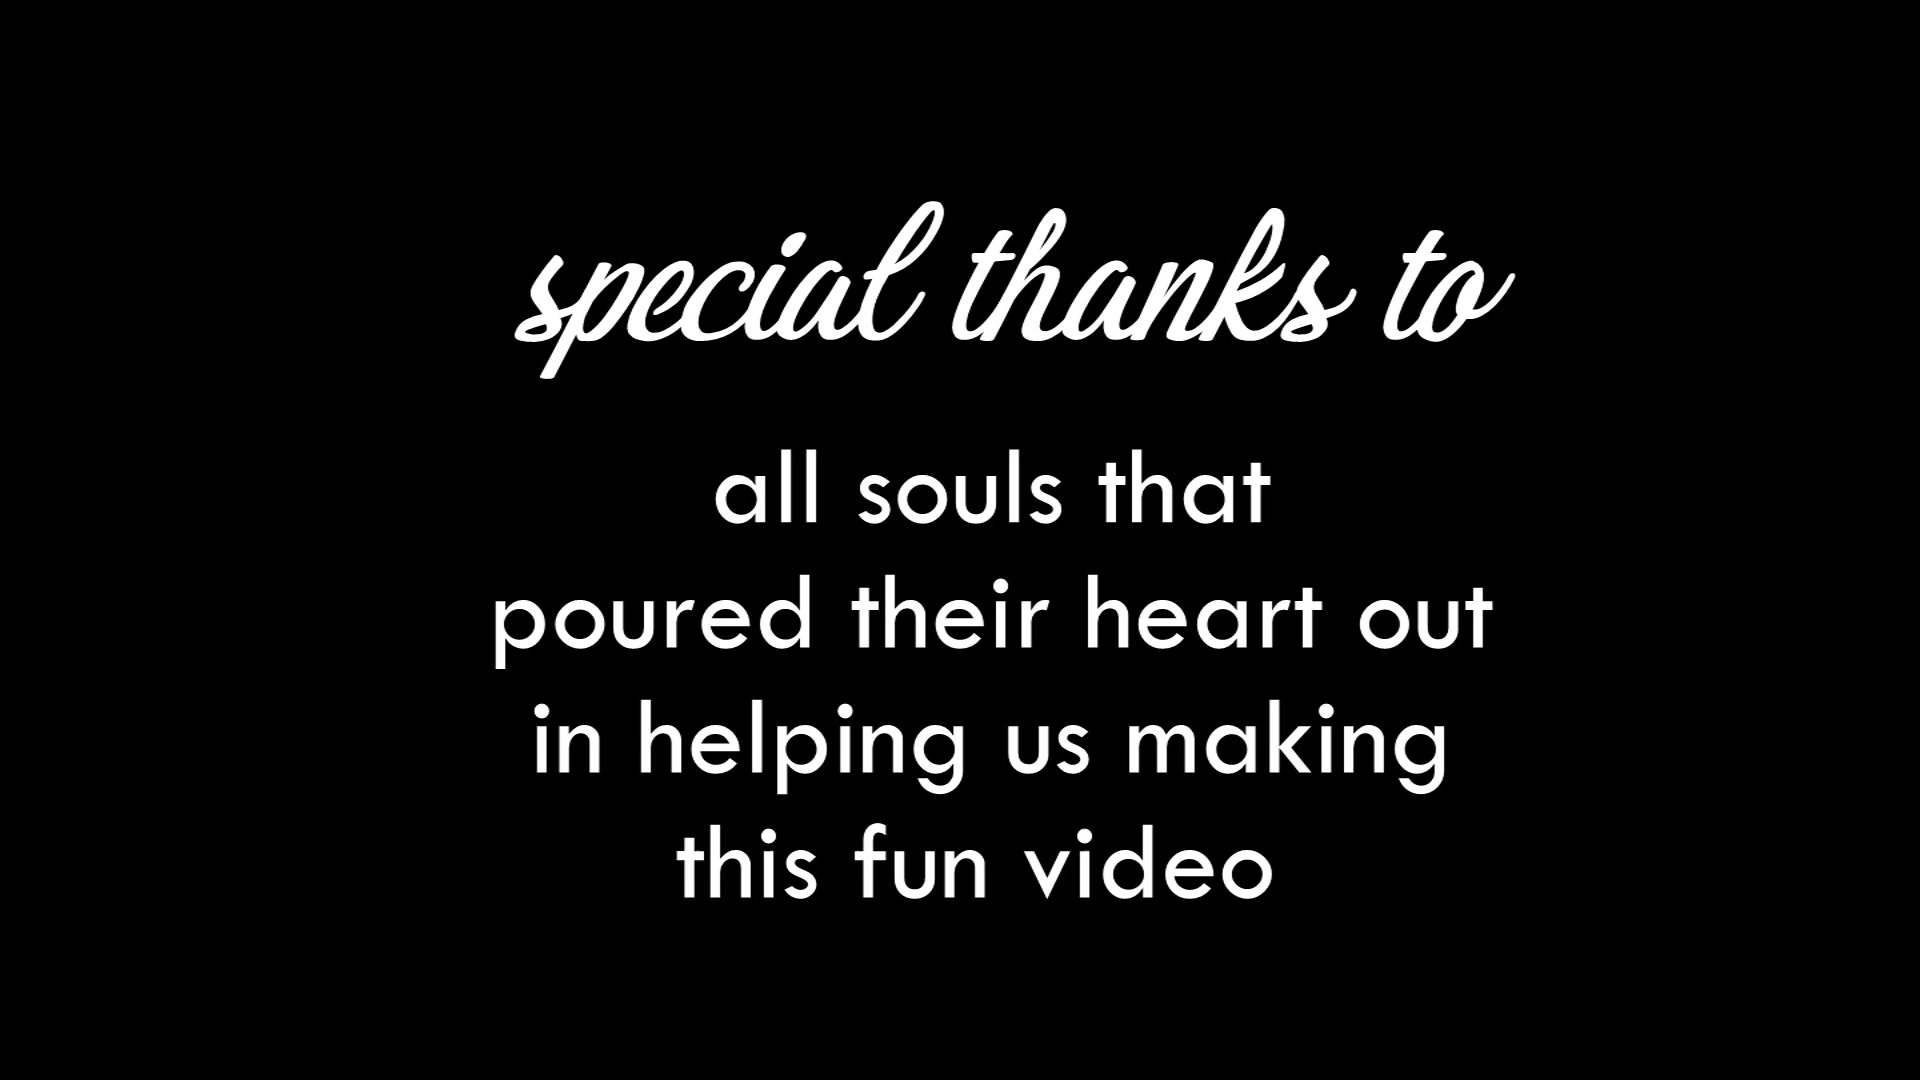 special thanks to
all souls that
poured their heart out
in helping us making
this fun video